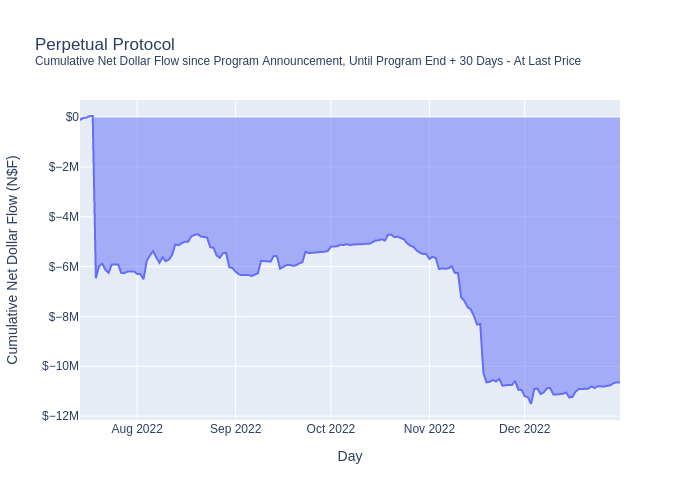 Perpetual Protocol
Cumulative Net Dollar Flow since Program Announcement, Until Program End + 30 Days - At Last Price
Cumulative Net Dollar Flow (N$F)
$0
$−2M
$−4M
$−6M
$−8M
$−10M
$−12M
Aug 2022
Sep 2022
Oct 2022
Nov 2022
Dec 2022
Day